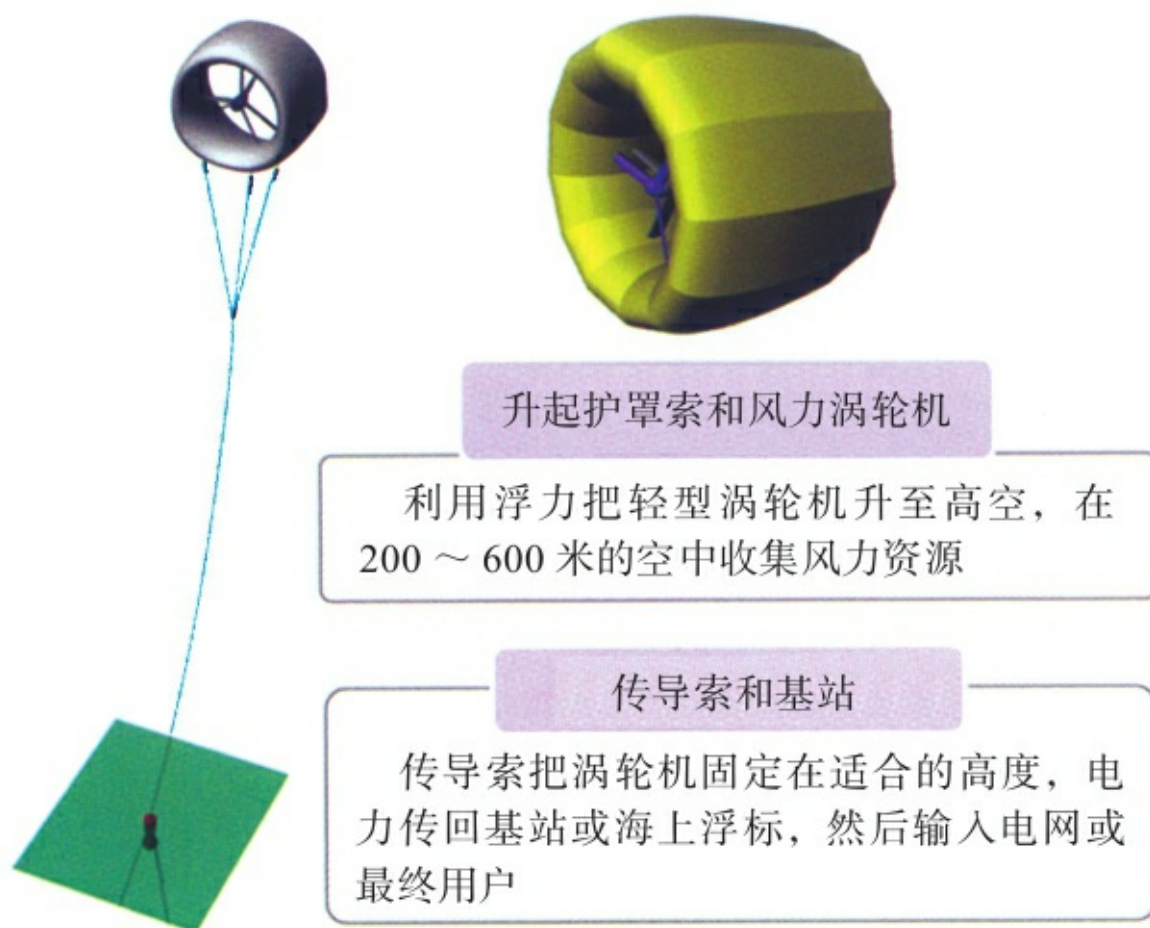 升起护罩索和风力涡轮机
利用浮力把轻型涡轮机升至高空，在
200～600米的空中收集风力资源
传导索和基站
传导索把涡轮机固定在适合的高度，电
力传回基站或海上浮标，然后输入电网或
最终用户